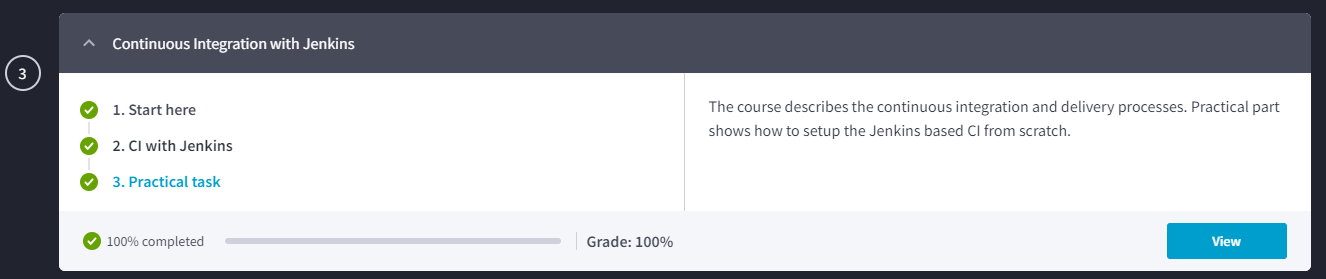 3
Continuous Integration with Jenkins
1. Start here
2. CI with Jenkins
3. Practical task
The course describes the continuous integration and delivery processes. Practical part
shows how to setup the Jenkins based CI from scratch.
100% completed
Grade: 100%
View